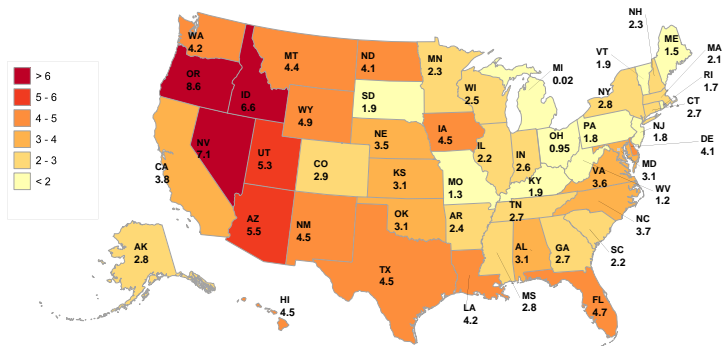 > 6
5 - 6
4 - 5
3 - 4
2 - 3
< 2
WA
4.2
OR
8.6
ID
6.6
MT
4.4
ND
4.1
SD
1.9
WY
4.9
NV
7.1
UT
5.3
CO
2.9
NE
3.5
KS
3.1
CA
3.8
AZ
5.5
NM
4.5
OK
3.1
TX
4.5
MN
2.3
IA
4.5
MO
1.3
AR
2.4
LA
4.2
WI
2.5
IL
2.2
IN
2.6
MI
0.02
OH
0.95
KY
1.9
TN
2.7
MS
2.8
AL
3.1
GA
2.7
FL
4.7
SC
2.2
NC
3.7
VA
3.6
WV
1.2
MD
3.1
DE
4.1
NJ
1.8
PA
1.8
NY
2.8
CT
2.7
RI
1.7
MA
2.1
ME
1.5
NH
2.3
VT
1.9
AK
2.8
HI
4.5